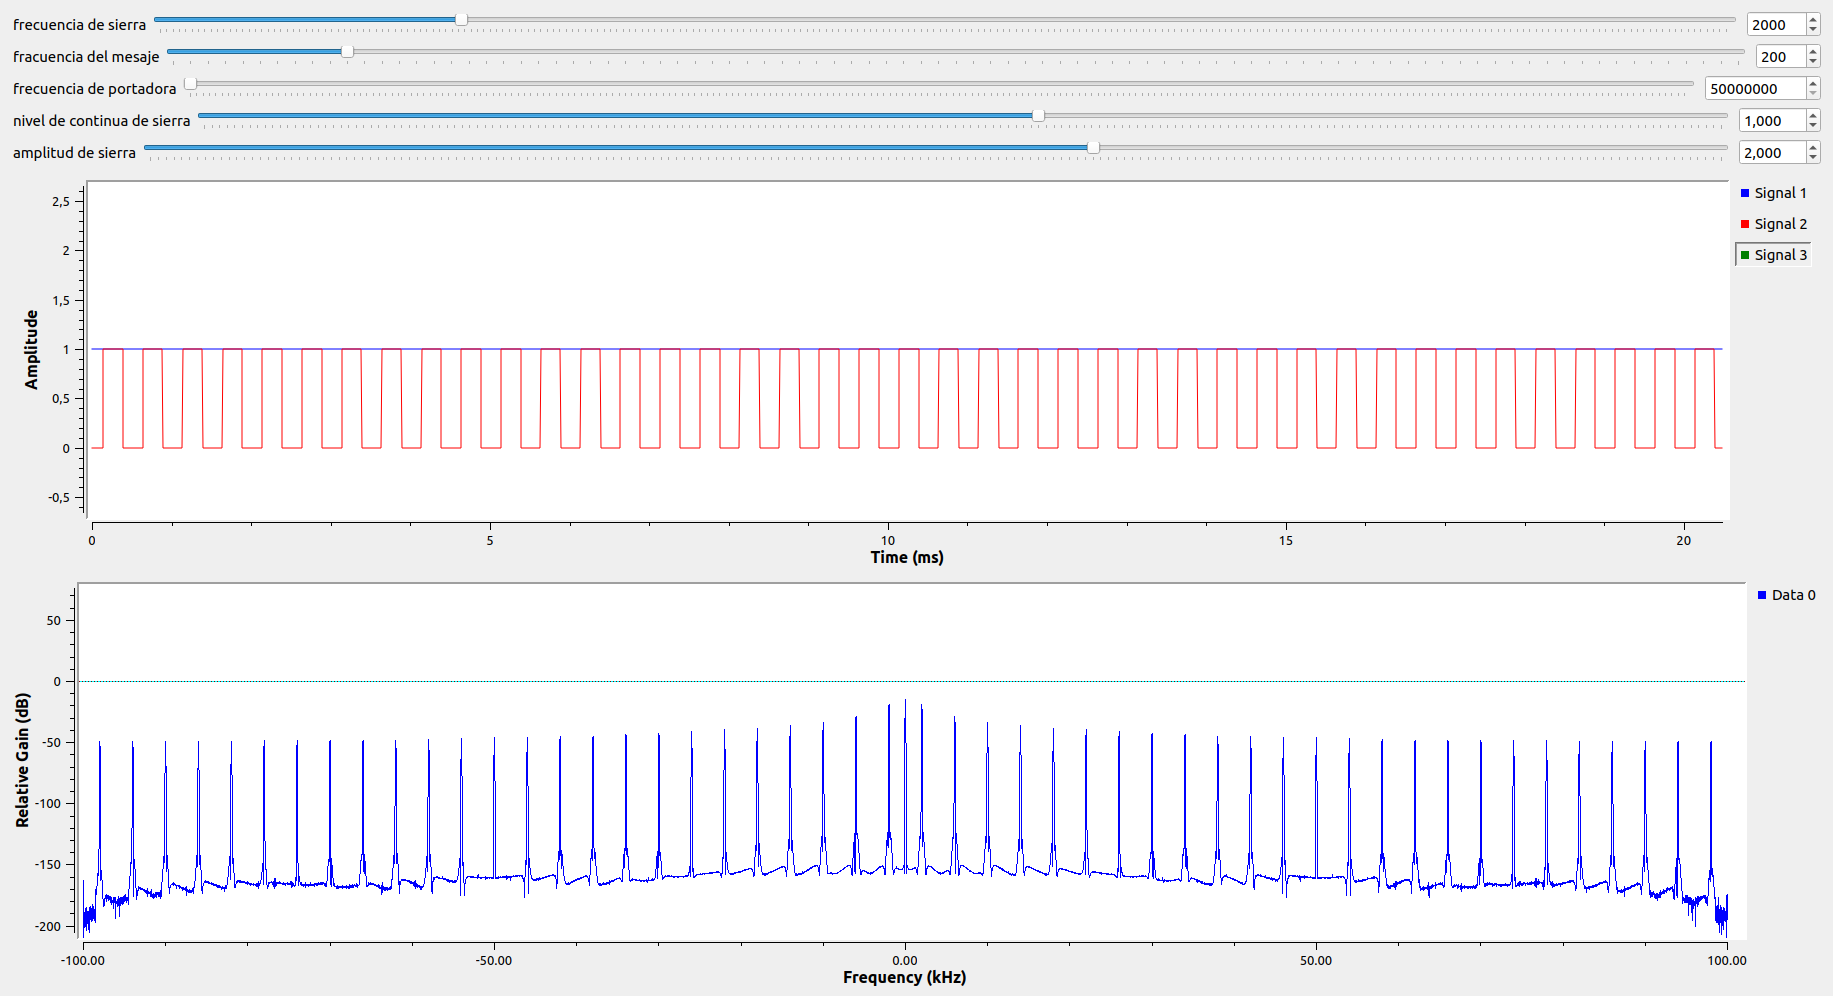 frecuencia de sierra 2000
fracuencia del mesaje 200
frecuencia de portadora 50000000
nivel de continua de sierra 1,000
amplitud de sierra 2,000
Signal 1
Signal 2
Signal 3
Amplitude
2,5
2
1,5
1
0,5
0
-0,5
0 5 10 15 20
Time (ms)
Data 0
Relative Gain (dB)
50
0
-50
-100
-150
-200
-100.00 -50.00 0.00 50.00 100.00
Frequency (kHz)